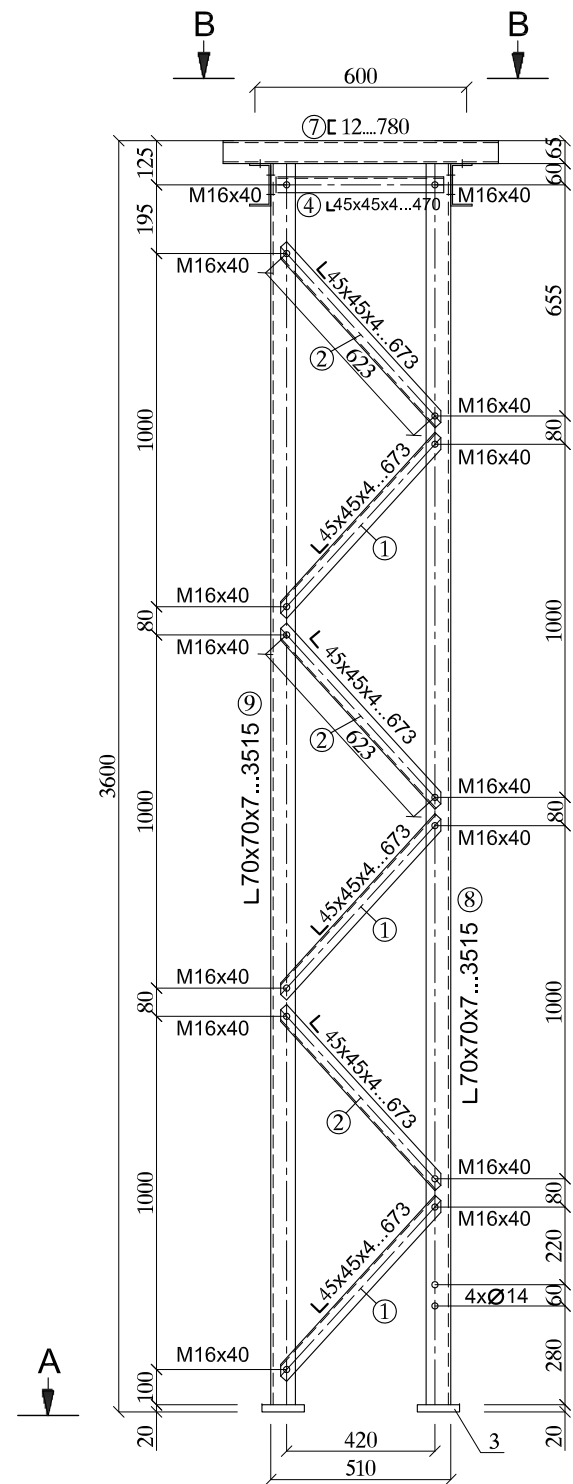 B
B
600
⑦ [ 12....780
125
60
65
M16x40
M16x40
④ L45x45x4...470
195
M16x40
L45x45x4...673
655
②
623
M16x40
80
M16x40
1000
L45x45x4...673
①
M16x40
80
M16x40
L 45x45x4...673
1000
②
623
L70x70x7...3515 ⑨
3600
M16x40
80
M16x40
1000
L45x45x4...673
①
L70x70x7...3515 ⑧
M16x40
80
M16x40
L 45x45x4...673
1000
②
M16x40
80
M16x40
1000
L45x45x4...673
220
4xØ14
60
①
M16x40
280
A
100
20
20
420
3
510